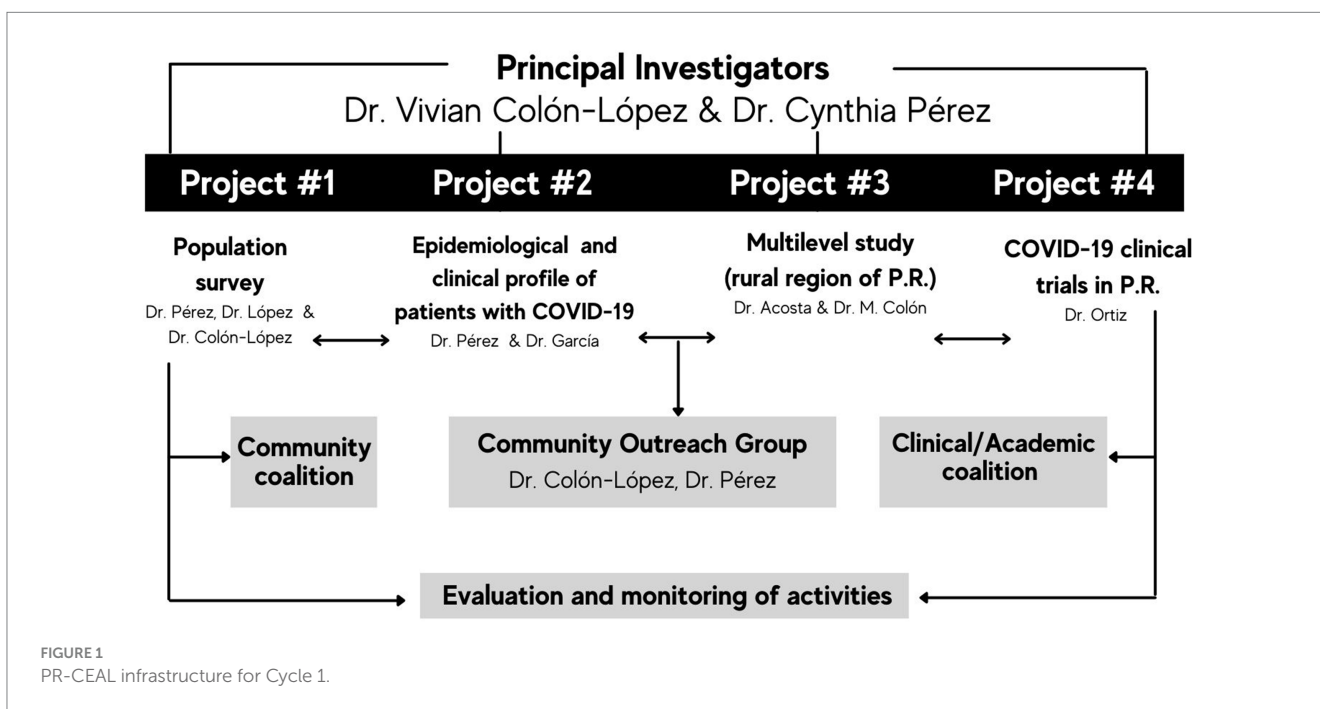 Principal Investigators
Dr. Vivian Colón-López & Dr. Cynthia Pérez
Project #1
Project #2
Project #3
Project #4
Population
survey
Dr. Pérez, Dr. López &
Dr. Colón-López
Epidemiological and
clinical profile of
patients with COVID-19
Dr. Pérez & Dr. García
Multilevel study
(rural region of P.R.)
Dr. Acosta & Dr. M. Colón
COVID-19 clinical
trials in P.R.
Dr. Ortiz
Community
coalition
Community Outreach Group
Dr. Colón-López, Dr. Pérez
Clinical/Academic
coalition
Evaluation and monitoring of activities
FIGURE 1
PR-CEAL infrastructure for Cycle 1.